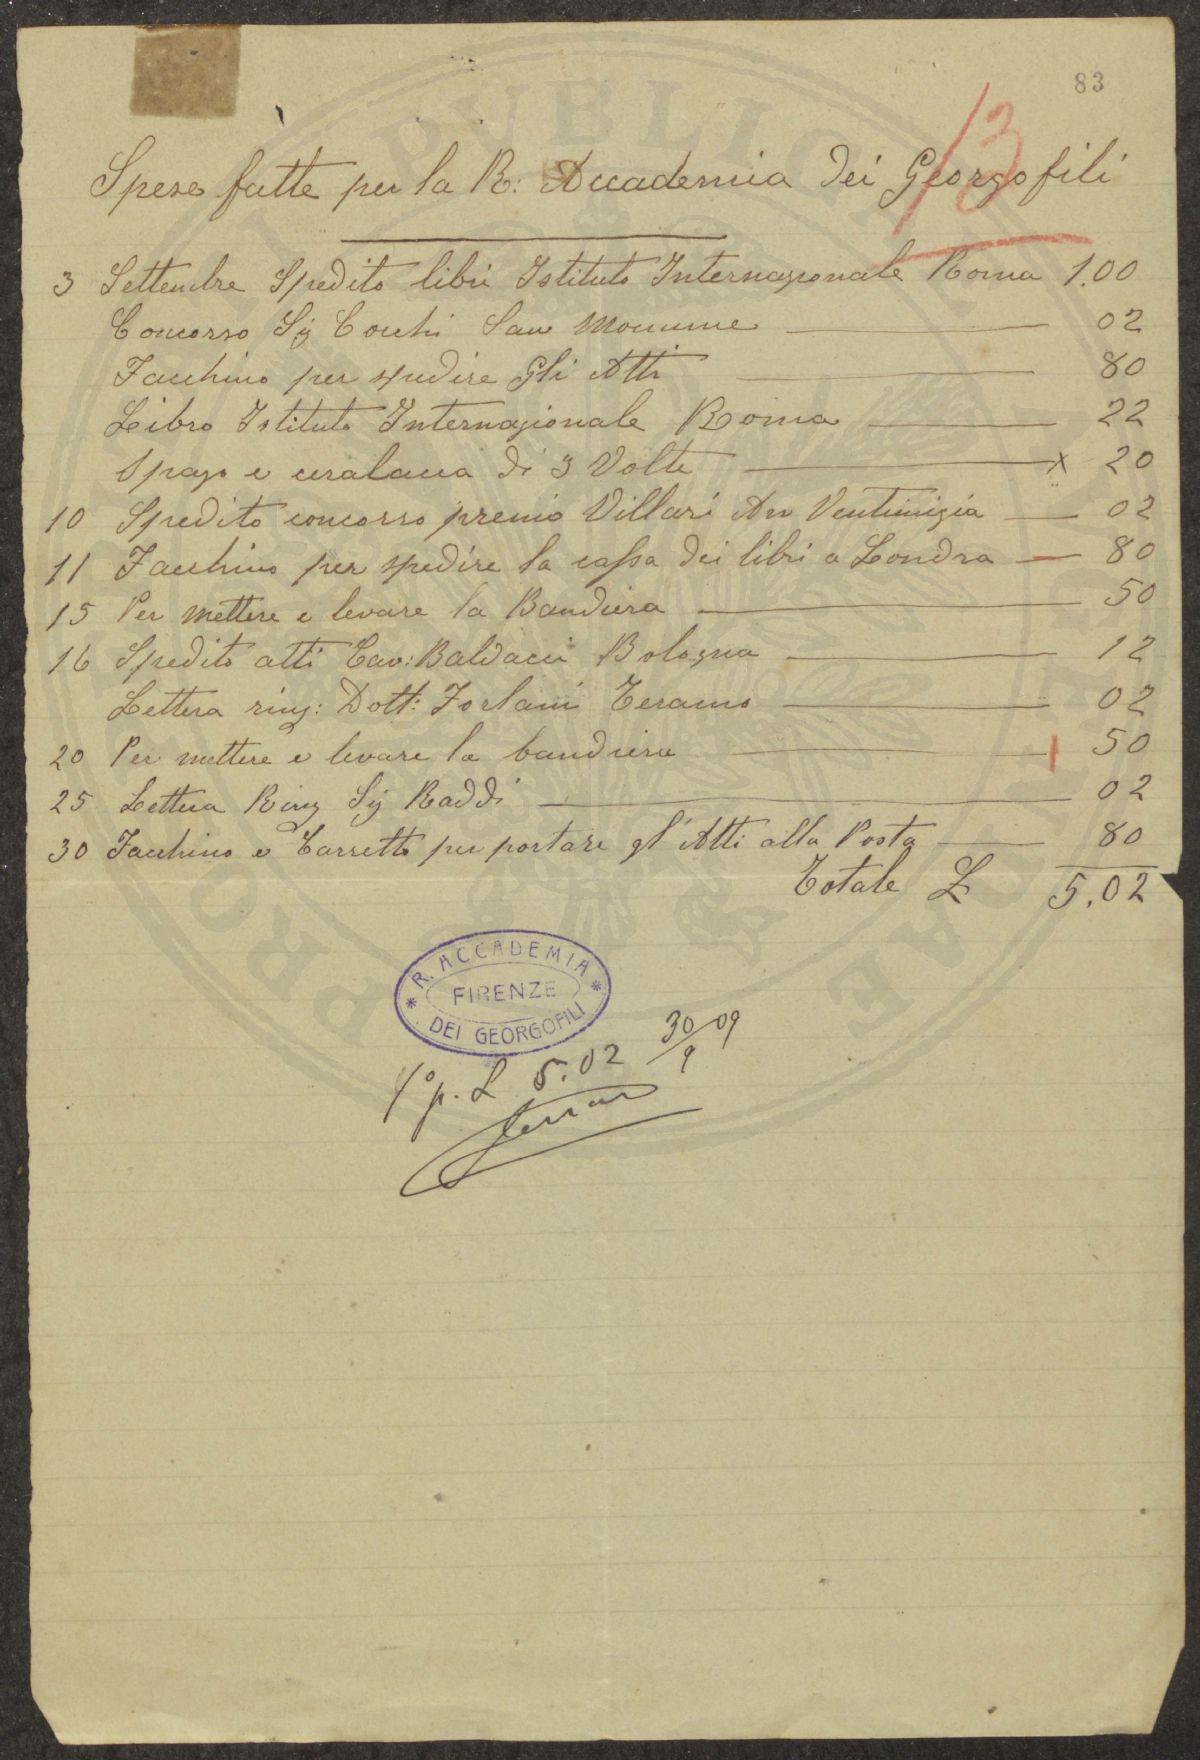 83
13
Spese fatte per la R: Accademia dei Georgofili
3 Settembre Spedito libri Istituto Internazionale Roma 1.00
Concorso Sig Cocchi San 02
Facchino per spedire gli Atti 80
Libro Istituto Internazionale Roma 22
Spago e ceralacca di 3 Volte x 20
10 Spedito concorso premio Villari An Ventimigia 02
11 Facchino per spedire la cassa dei libri a Londra 80
15 Per mettere e levare la Bandiera 50
16 Spedito atti Cav: Baldacci Bologna 12
Lettera ring: Dott: Forlani Teramo 02
20 Per mettere e levare la bandiera 50
25 Lettera Ring Sig Raddi 02
30 Facchino e Carretto per portare gl'Atti alla Posta 80
Totale L 5.02
R. ACCADEMIA
FIRENZE
DEI GEORGOFILI
p. L 5.02 30/9 09